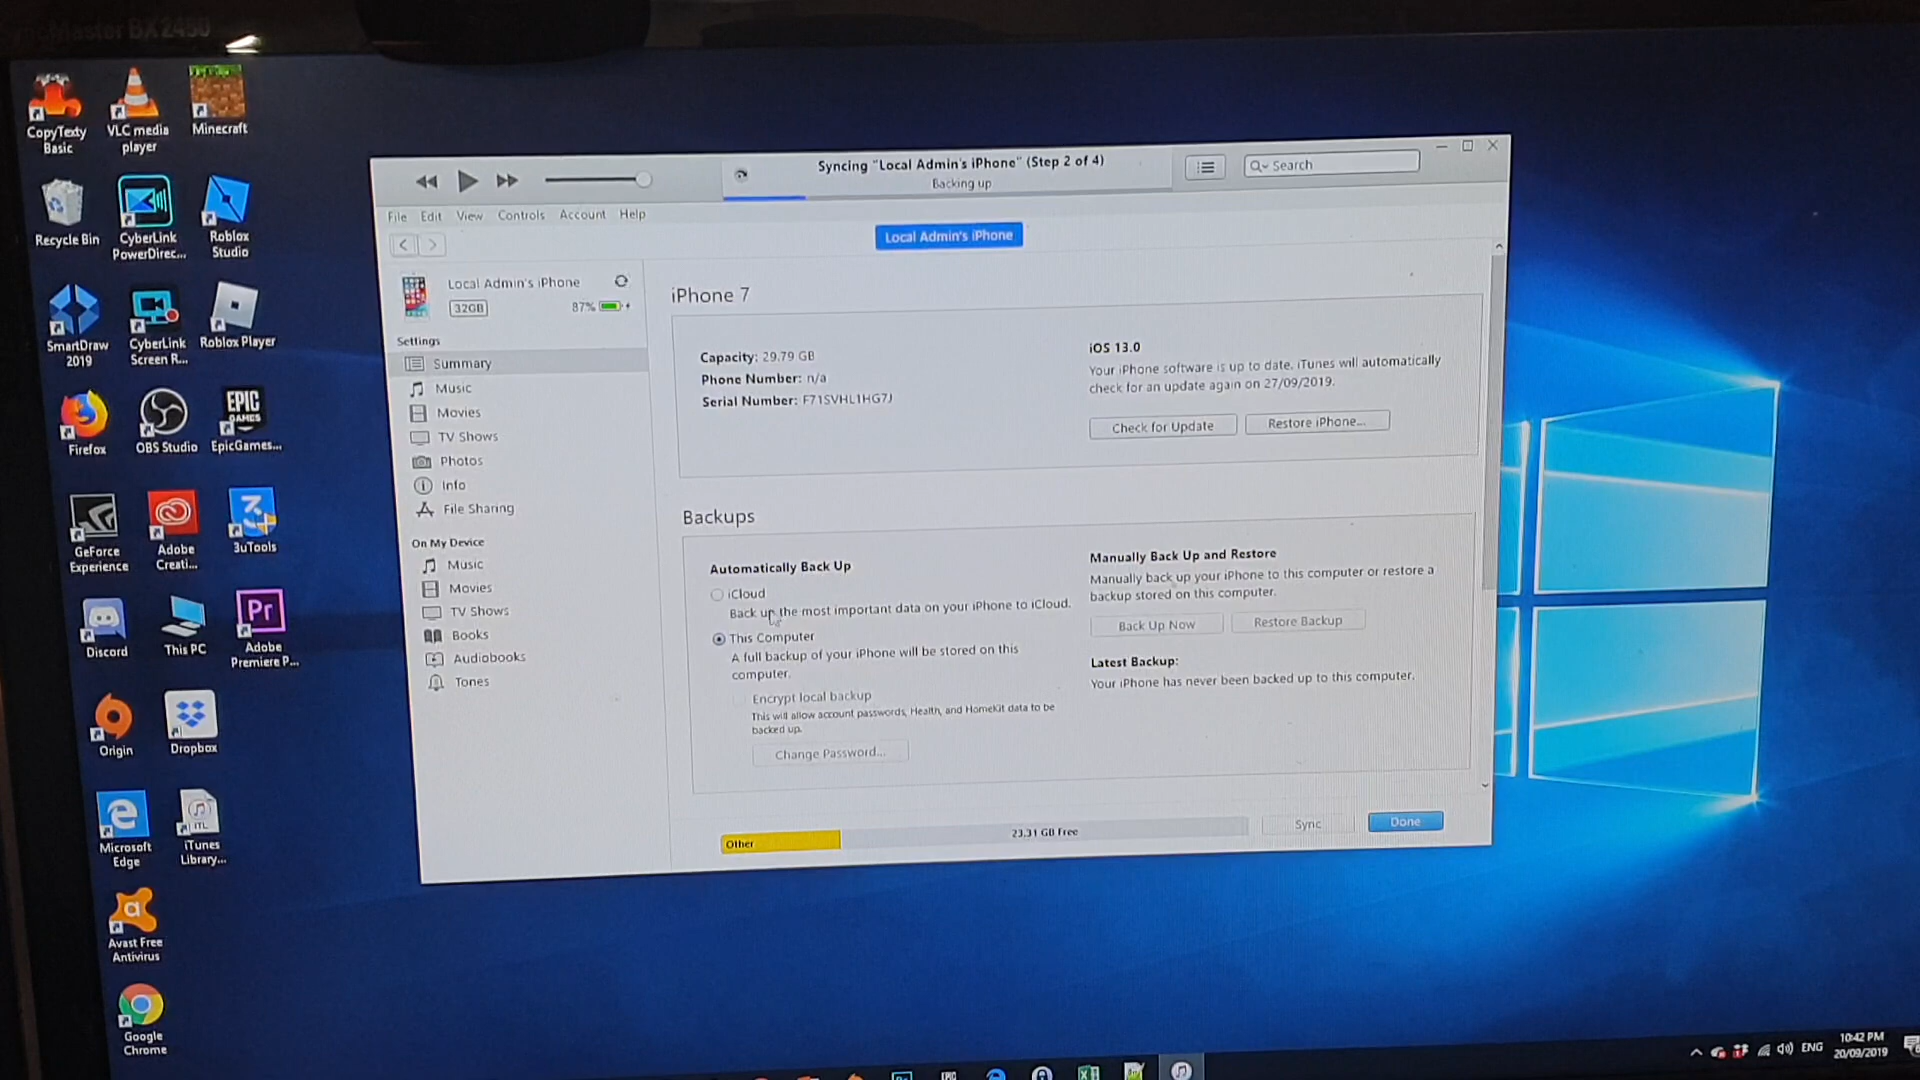 Master BX2450
CopyTexty
Basic
VLC media
player
Minecraft
Recycle Bin
CyberLink
PowerDirec...
Roblox
Studio
SmartDraw
2019
CyberLink
Screen R...
Roblox Player
Firefox
OBS Studio
EPIC
GAMES
EpicGames...
GeForce
Experience
Adobe
Creati...
3uTools
Discord
This PC
Pr
Adobe
Premiere P...
Origin
Dropbox
Microsoft
Edge
ITL
iTunes
Library...
Avast Free
Antivirus
Google
Chrome
Syncing "Local Admin's iPhone" (Step 2 of 4)
Backing up
Search
File Edit View Controls Account Help
Local Admin's iPhone
Local Admin's iPhone
32GB
87%
Settings
Summary
Music
Movies
TV Shows
Photos
Info
File Sharing
On My Device
Music
Movies
TV Shows
Books
Audiobooks
Tones
iPhone 7
Capacity: 29.79 GB
Phone Number: n/a
Serial Number: F71SVHL1HG7J
iOS 13.0
Your iPhone software is up to date. iTunes will automatically
check for an update again on 27/09/2019.
Check for Update
Restore iPhone...
Backups
Automatically Back Up
iCloud
Back up the most important data on your iPhone to iCloud.
This Computer
A full backup of your iPhone will be stored on this
computer.
Encrypt local backup
This will allow account passwords, Health, and HomeKit data to be
backed up.
Change Password...
Manually Back Up and Restore
Manually back up your iPhone to this computer or restore a
backup stored on this computer.
Back Up Now
Restore Backup
Latest Backup:
Your iPhone has never been backed up to this computer.
Other
23.31 GB Free
Sync
Done
ENG
10:42 PM
20/09/2019